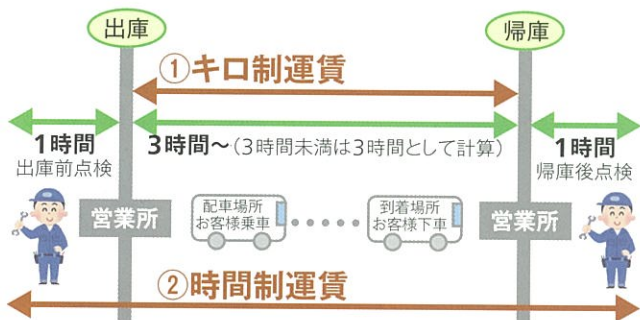 出庫
帰庫
①キロ制運賃
1時間
出庫前点検
3時間～(3時間未満は3時間として計算)
1時間
帰庫後点検
営業所
配車場所
お客様乗車
到着場所
お客様下車
営業所
②時間制運賃